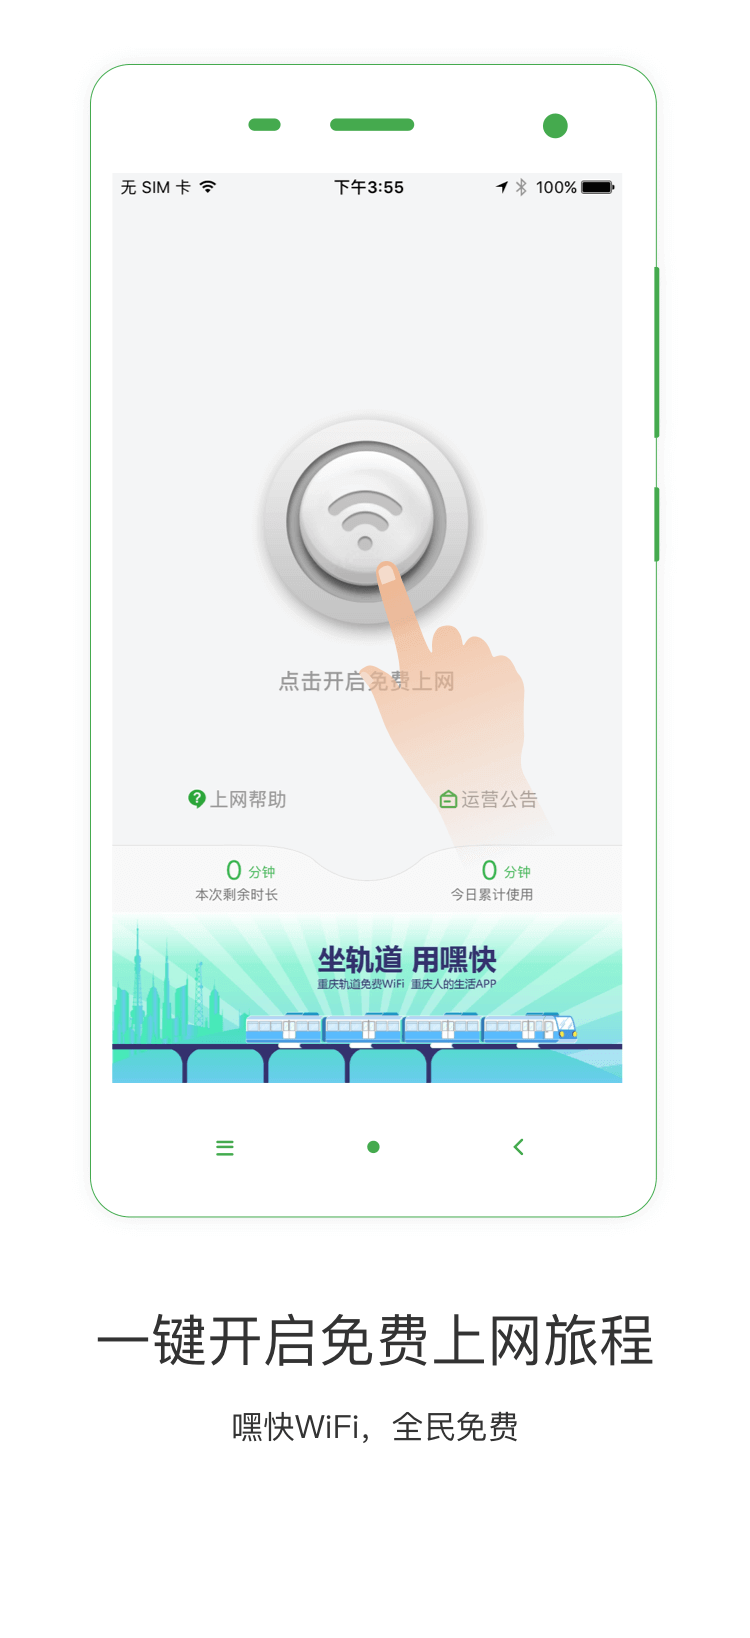 无 SIM 卡 下午3:55 100%
点击开启免费上网
上网帮助 运营公告
0 分钟 0 分钟
本次剩余时长 今日累计使用
坐轨道 用嘿快
重庆轨道免费WiFi 重庆人的生活APP
一键开启免费上网旅程
嘿快WiFi，全民免费